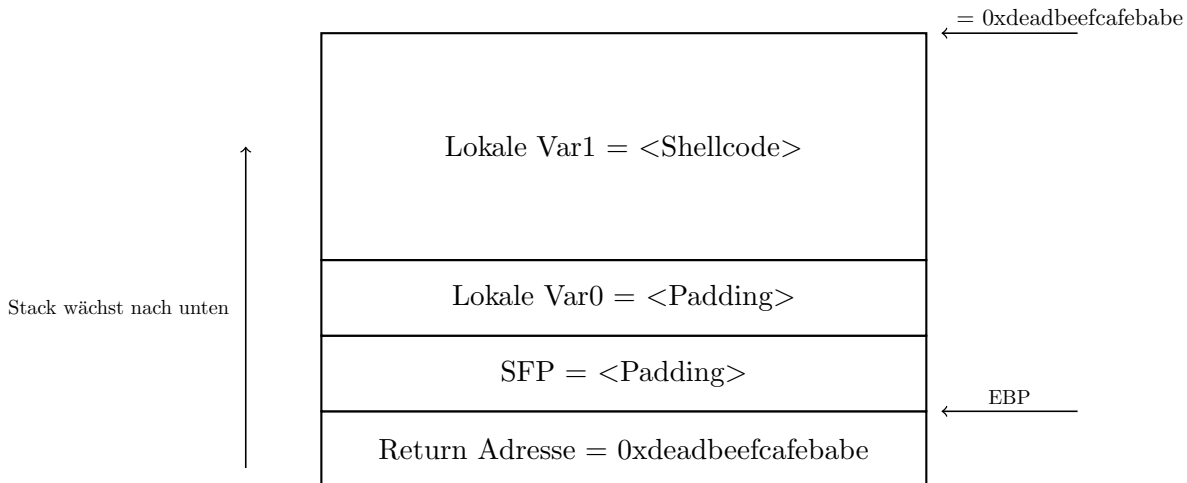 = 0xdeadbeefcafebabe
Lokale Var1 = <Shellcode>
Lokale Var0 = <Padding>
Stack wächst nach unten
SFP = <Padding>
EBP
Return Adresse = 0xdeadbeefcafebabe